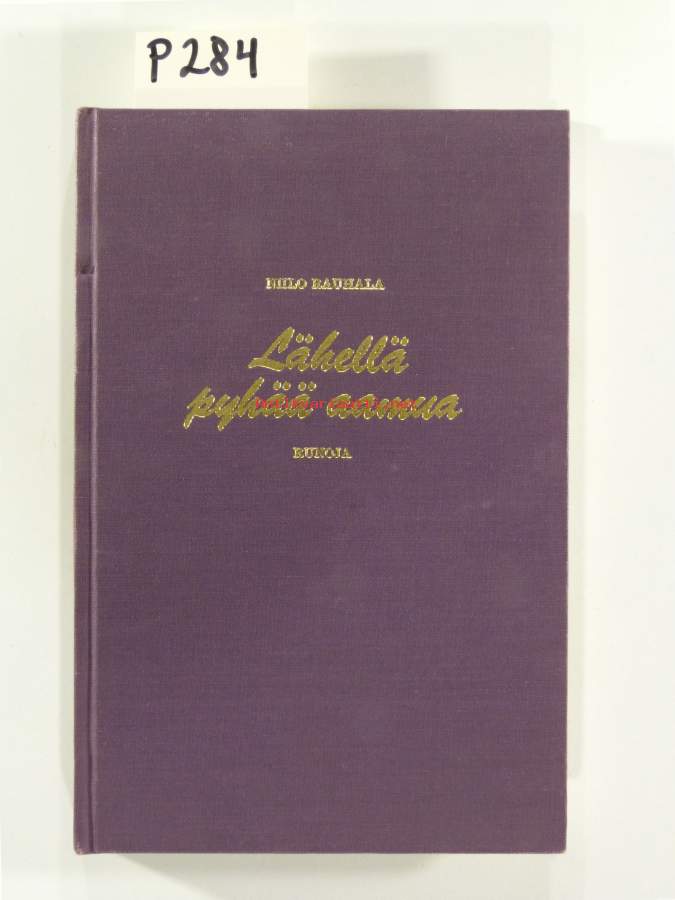 P284
NIILO RAUHALA
Lähellä
pyhää aamua
RUNOJA